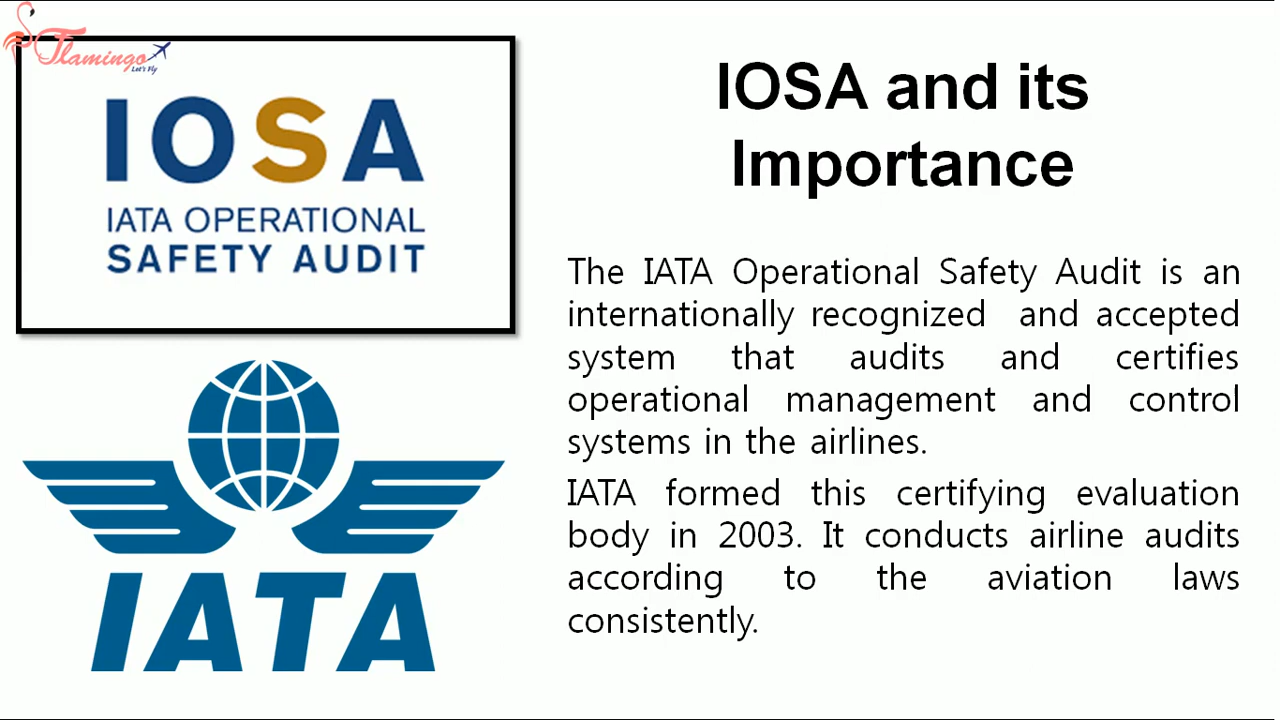 Flamingo
Let's Fly
IOSA
IATA OPERATIONAL
SAFETY AUDIT
IATA
IOSA and its
Importance
The IATA Operational Safety Audit is an
internationally recognized and accepted
system that audits and certifies
operational management and control
systems in the airlines.
IATA formed this certifying evaluation
body in 2003. It conducts airline audits
according to the aviation laws
consistently.